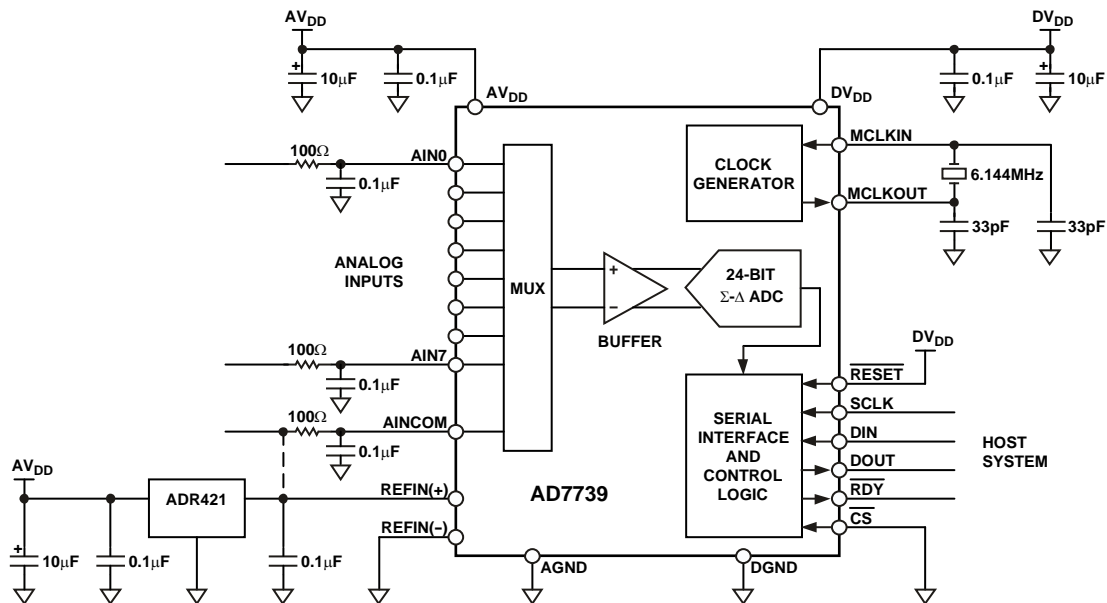 AVDD
DVDD
10µF
0.1µF
0.1µF
10µF
AVDD
DVDD
100Ω
AIN0
0.1µF
CLOCK
GENERATOR
MCLKIN
6.144MHz
MCLKOUT
33pF
33pF
ANALOG
INPUTS
MUX
+
−
BUFFER
24-BIT
Σ-Δ ADC
100Ω
AIN7
0.1µF
DVDD
RESET
100Ω
AINCOM
0.1µF
SERIAL
INTERFACE
AND
CONTROL
LOGIC
SCLK
DIN
DOUT
RDY
CS
HOST
SYSTEM
AVDD
ADR421
REFIN(+)
AD7739
REFIN(−)
+
10µF
0.1µF
0.1µF
AGND
DGND